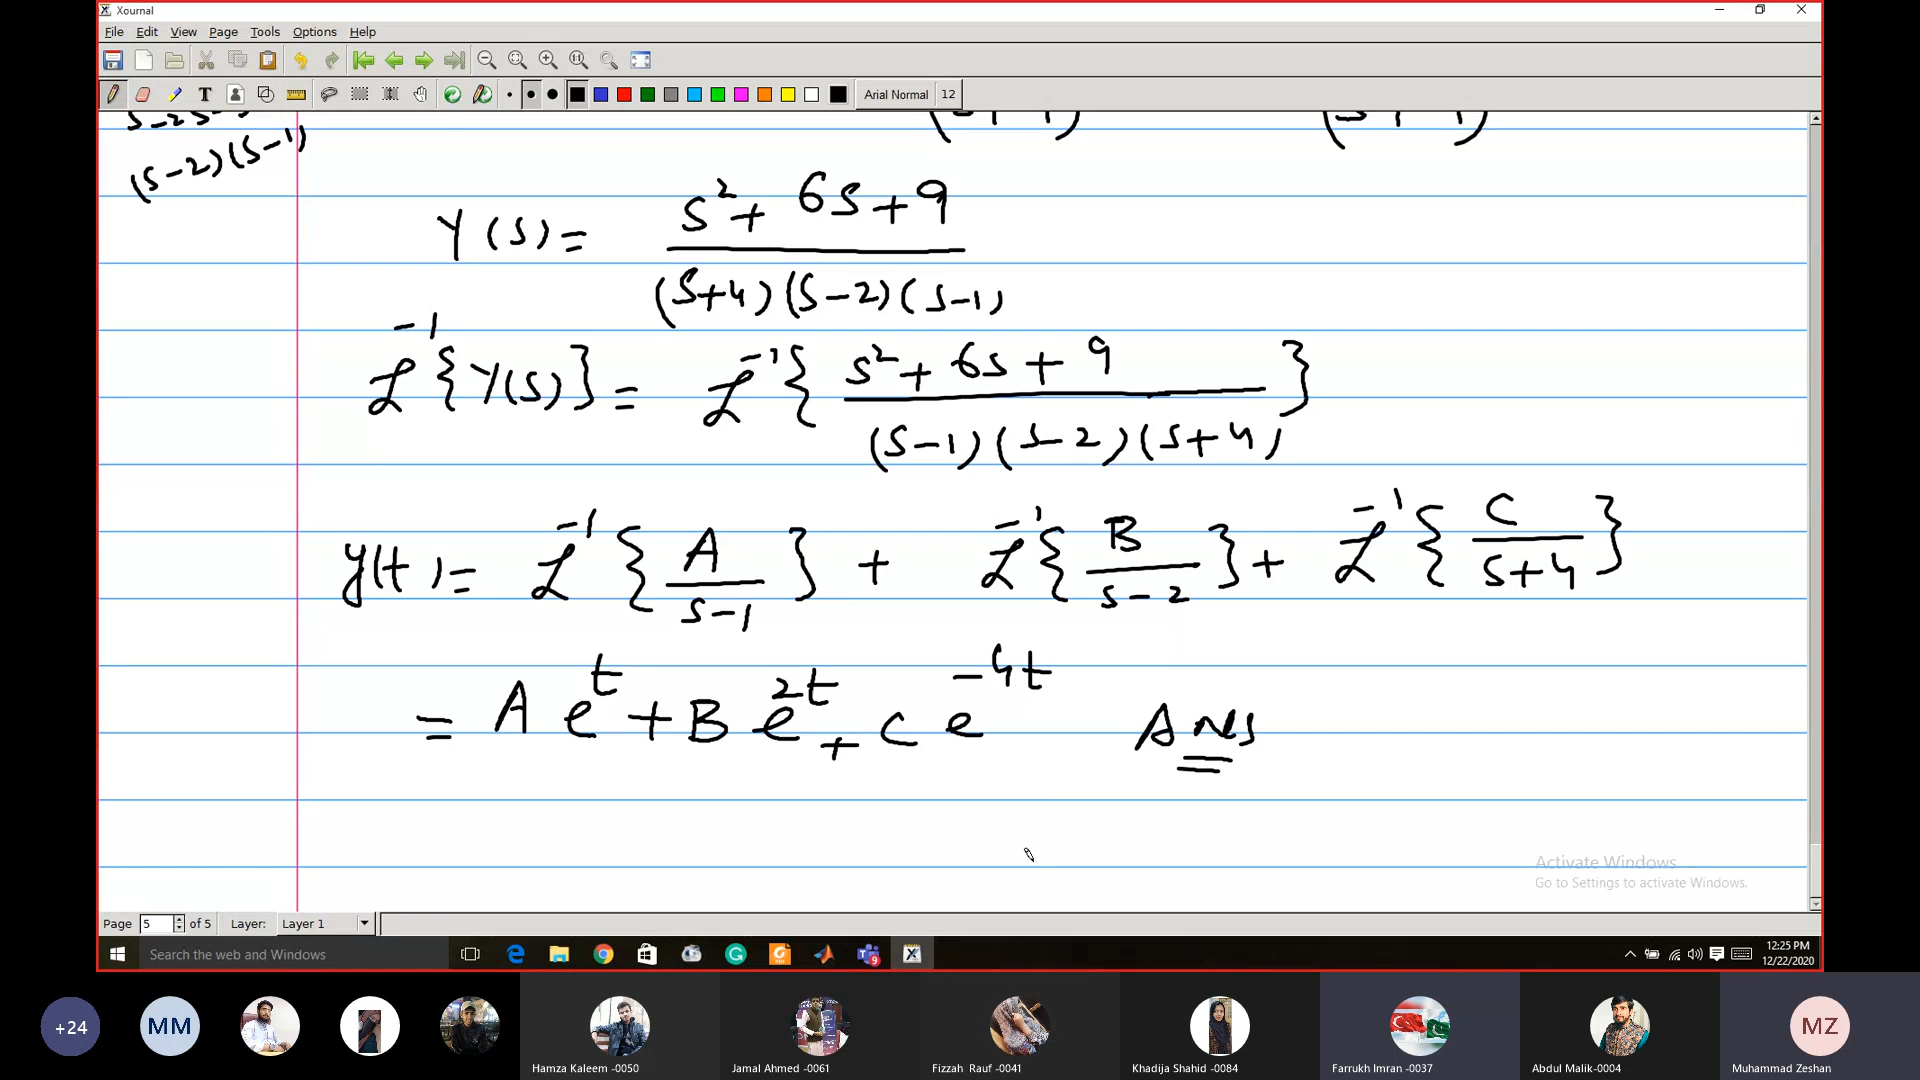 Xournal
File Edit View Page Tools Options Help
Arial Normal 12
(s-2)(s-1)
Y(s) = s²+6s+9 / (s+4)(s-2)(s-1)
ℒ⁻¹{Y(s)} = ℒ⁻¹{ s²+6s+9 / (s-1)(s-2)(s+4) }
y(t) = ℒ⁻¹{ A / s-1 } + ℒ⁻¹{ B / s-2 } + ℒ⁻¹{ C / s+4 }
= A e^t + B e^2t + C e^-4t Ans
Activate Windows
Go to Settings to activate Windows.
Page 5 of 5 Layer: Layer 1
Search the web and Windows
9
12:25 PM
12/22/2020
+24 MM MZ
Hamza Kaleem -0050 Jamal Ahmed -0061 Fizzah Rauf -0041 Khadija Shahid -0084 Farrukh Imran -0037 Abdul Malik-0004 Muhammad Zeshan